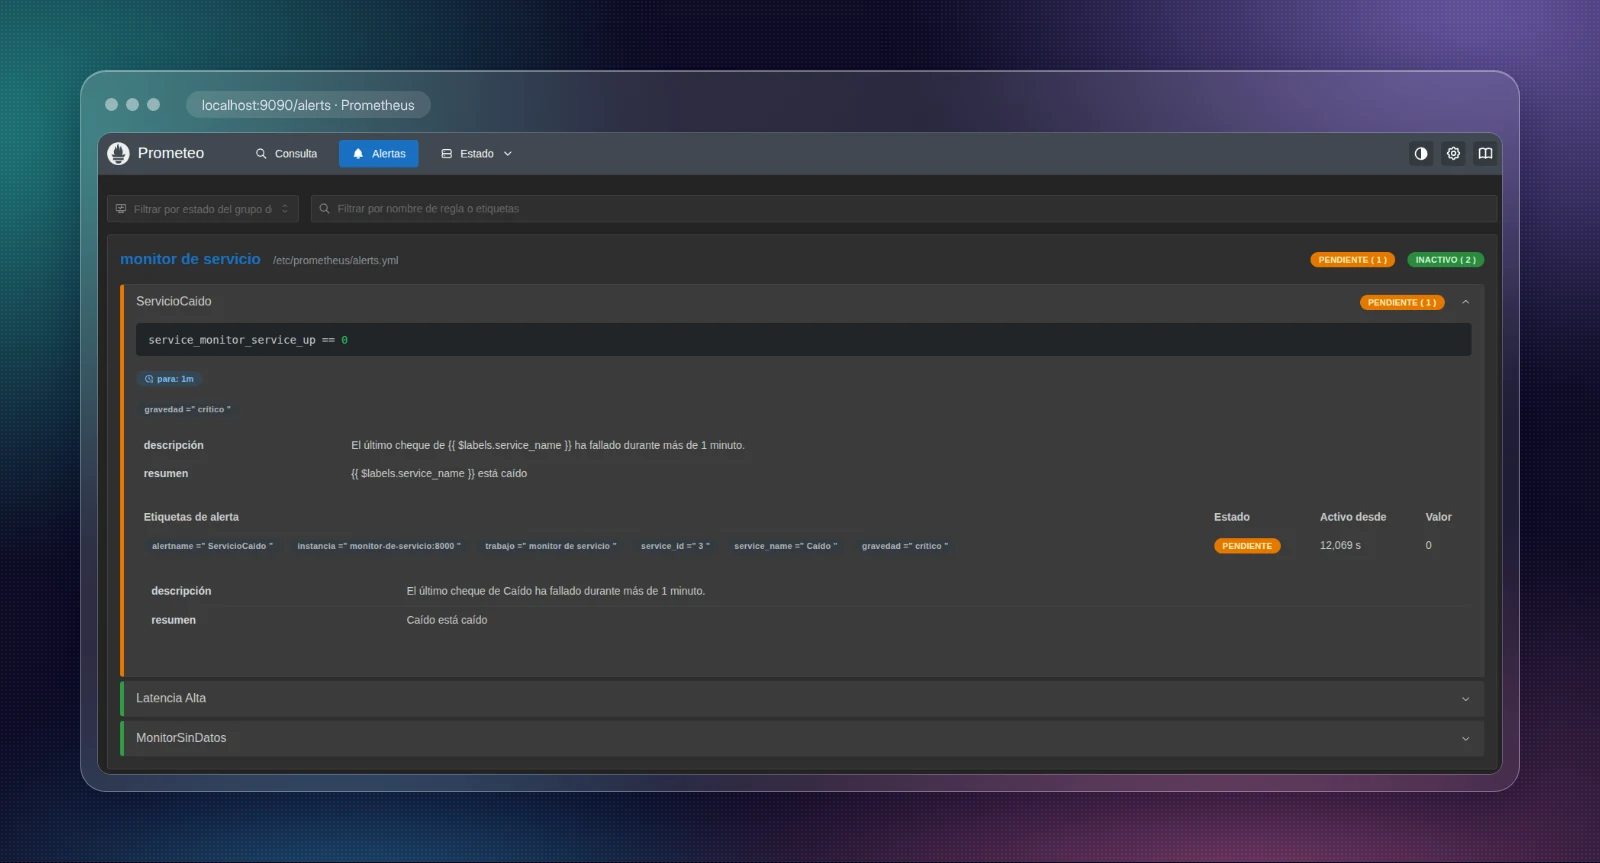 localhost:9090/alerts · Prometheus
Prometeo Consulta Alertas Estado
Filtrar por estado del grupo d Filtrar por nombre de regla o etiquetas
monitor de servicio /etc/prometheus/alerts.yml PENDIENTE ( 1 ) INACTIVO ( 2 )
ServicioCaido PENDIENTE ( 1 )
service_monitor_service_up == 0
para: 1m
gravedad =" crítico "
descripción El último cheque de {{ $labels.service_name }} ha fallado durante más de 1 minuto.
resumen {{ $labels.service_name }} está caído
Etiquetas de alerta Estado Activo desde Valor
alertname =" ServicioCaido " instancia =" monitor-de-servicio:8000 " trabajo =" monitor de servicio " service_id =" 3 " service_name =" Caído " gravedad =" crítico " PENDIENTE 12,069 s 0
descripción El último cheque de Caído ha fallado durante más de 1 minuto.
resumen Caído está caído
Latencia Alta
MonitorSinDatos